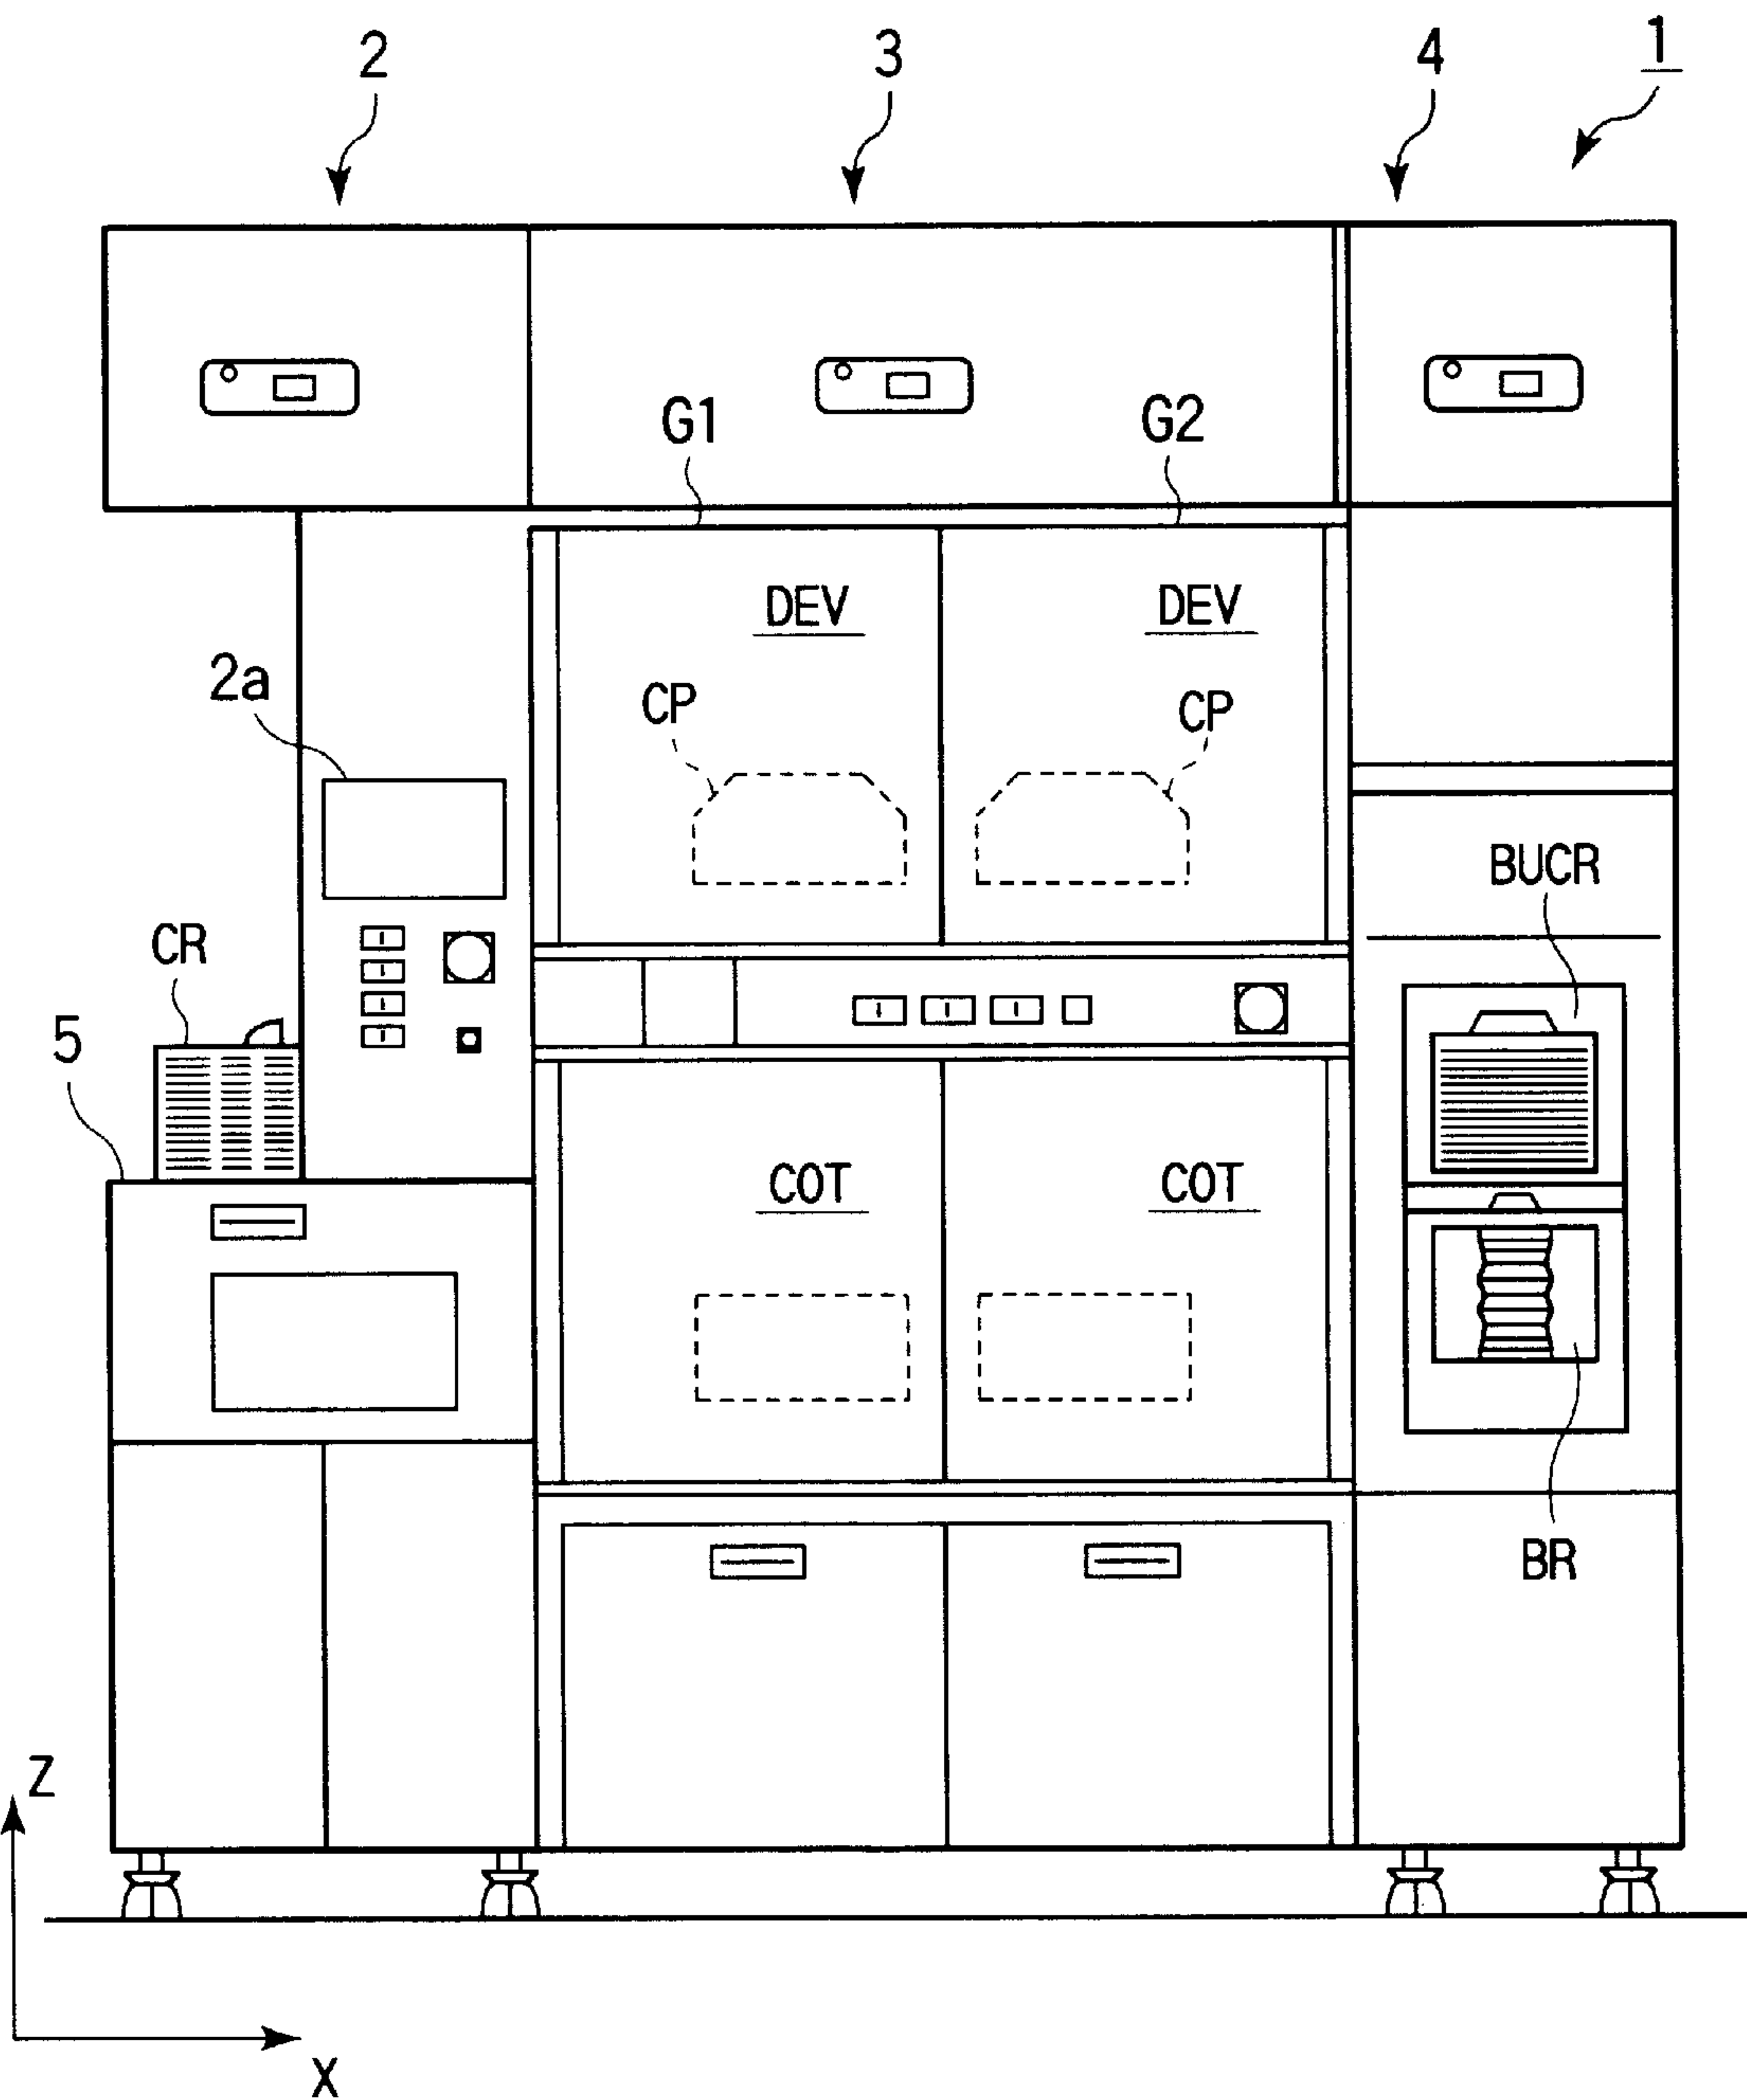 2 3 4 1
G1 G2
DEV DEV
2a
CP CP
BUCR
CR
5
COT COT
BR
Z
X